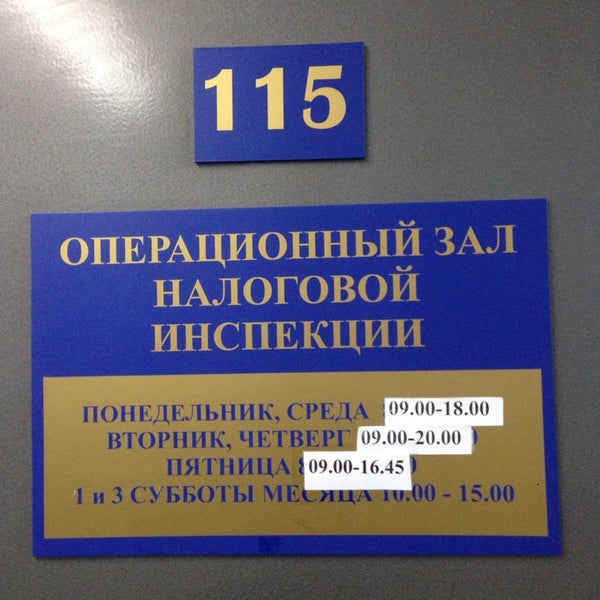 115
ОПЕРАЦИОННЫЙ ЗАЛ
НАЛОГОВОЙ
ИНСПЕКЦИИ
ПОНЕДЕЛЬНИК, СРЕДА 09.00-18.00
ВТОРНИК, ЧЕТВЕРГ 09.00-20.00
ПЯТНИЦА 09.00-16.45
1 и 3 СУББОТЫ МЕСЯЦА 10.00 - 15.00